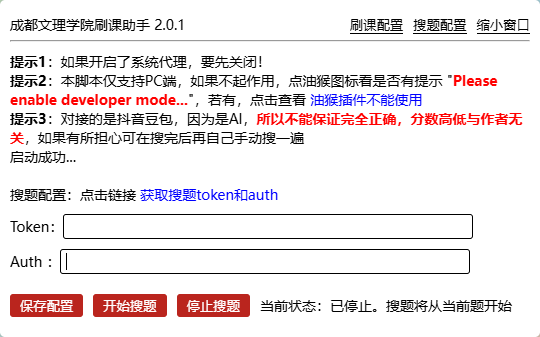 成都文理学院刷课助手 2.0.1 刷课配置 搜题配置 缩小窗口
提示1：如果开启了系统代理，要先关闭！
提示2：本脚本仅支持PC端，如果不起作用，点油猴图标看是否有提示 "Please
enable developer mode..."，若有，点击查看 油猴插件不能使用
提示3：对接的是抖音豆包，因为是AI，所以不能保证完全正确，分数高低与作者无
关，如果有所担心可在搜完后再自己手动搜一遍
启动成功...
搜题配置：点击链接 获取搜题token和auth
Token：
Auth：
保存配置 开始搜题 停止搜题 当前状态：已停止。搜题将从当前题开始